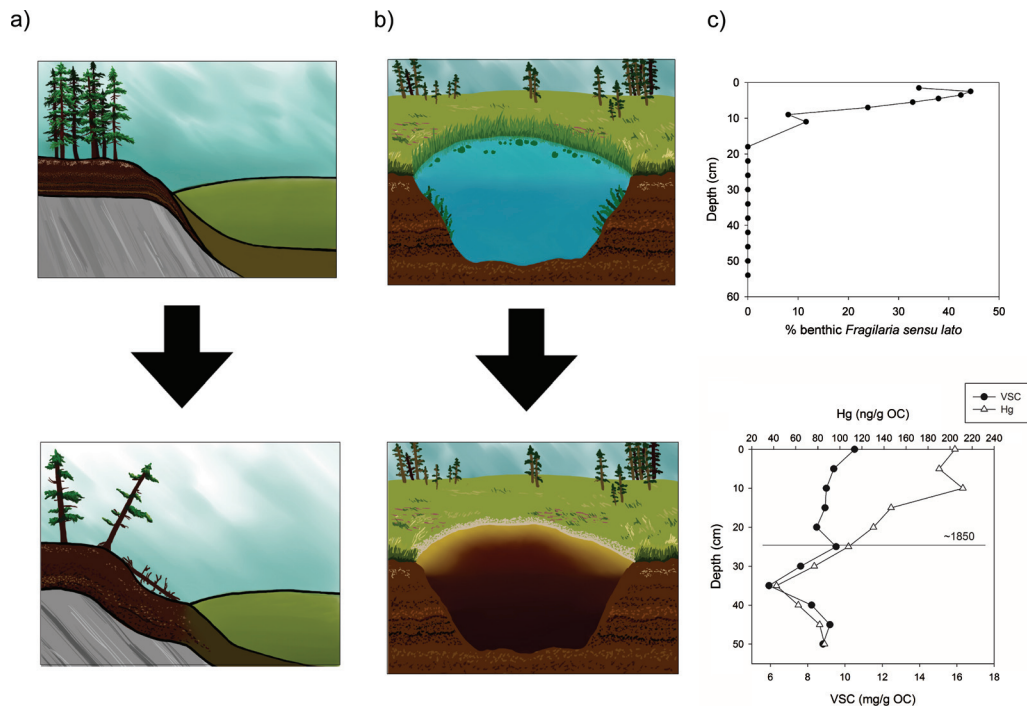 a)
b)
c)
0
10
20
30
40
50
60
Depth (cm)
0 10 20 30 40 50
% benthic Fragilaria sensu lato
VSC
Hg
Hg (ng/g OC)
20 40 60 80 100 120 140 160 180 200 220 240
0
10
20
30
40
50
Depth (cm)
~1850
6 8 10 12 14 16 18
VSC (mg/g OC)